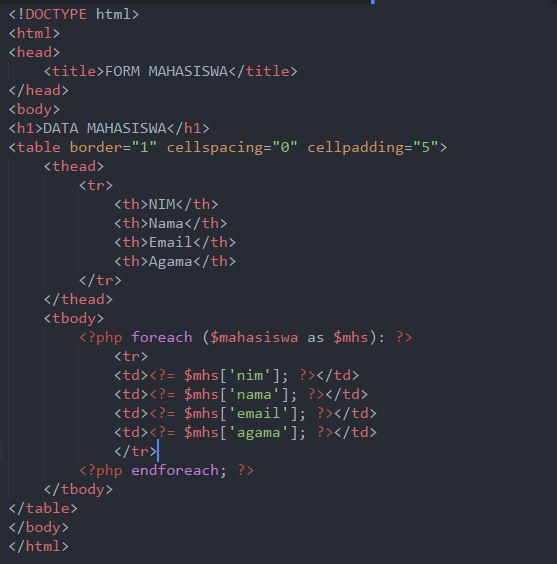 <!DOCTYPE html>
<html>
<head>
    <title>FORM MAHASISWA</title>
</head>
<body>
<h1>DATA MAHASISWA</h1>
<table border="1" cellspacing="0" cellpadding="5">
    <thead>
        <tr>
            <th>NIM</th>
            <th>Nama</th>
            <th>Email</th>
            <th>Agama</th>
        </tr>
    </thead>
    <tbody>
        <?php foreach ($mahasiswa as $mhs): ?>
            <tr>
            <td><?= $mhs['nim']; ?></td>
            <td><?= $mhs['nama']; ?></td>
            <td><?= $mhs['email']; ?></td>
            <td><?= $mhs['agama']; ?></td>
            </tr>
        <?php endforeach; ?>
    </tbody>
</table>
</body>
</html>